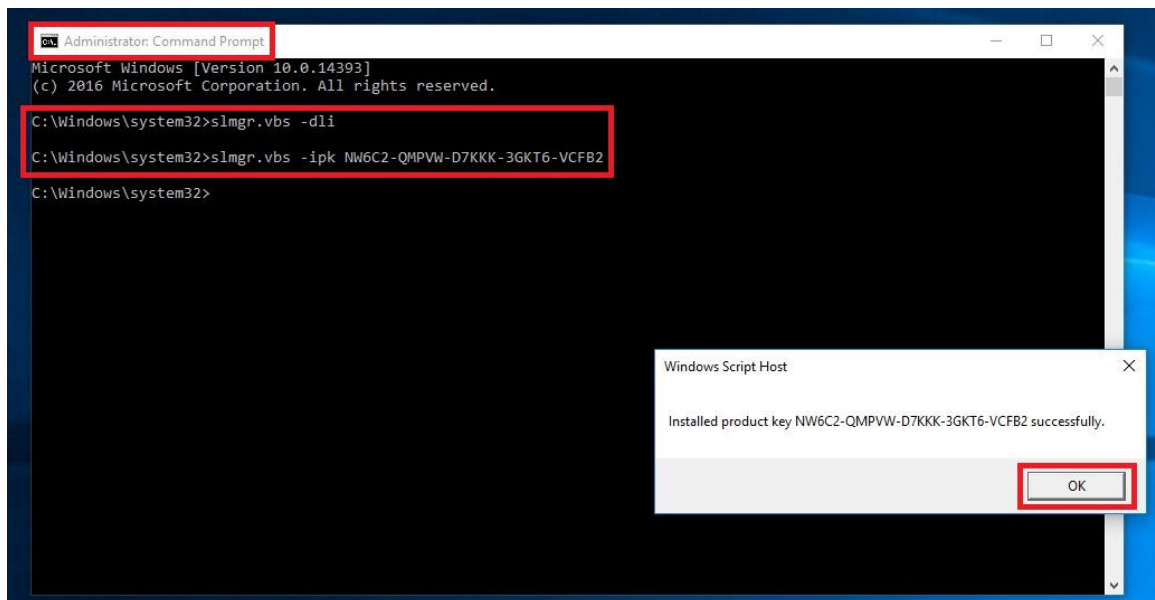 Administrator: Command Prompt
Microsoft Windows [Version 10.0.14393]
(c) 2016 Microsoft Corporation. All rights reserved.
C:\Windows\system32>slmgr.vbs -dli
C:\Windows\system32>slmgr.vbs -ipk NW6C2-QMPVW-D7KKK-3GKT6-VCFB2
C:\Windows\system32>
Windows Script Host
Installed product key NW6C2-QMPVW-D7KKK-3GKT6-VCFB2 successfully.
OK